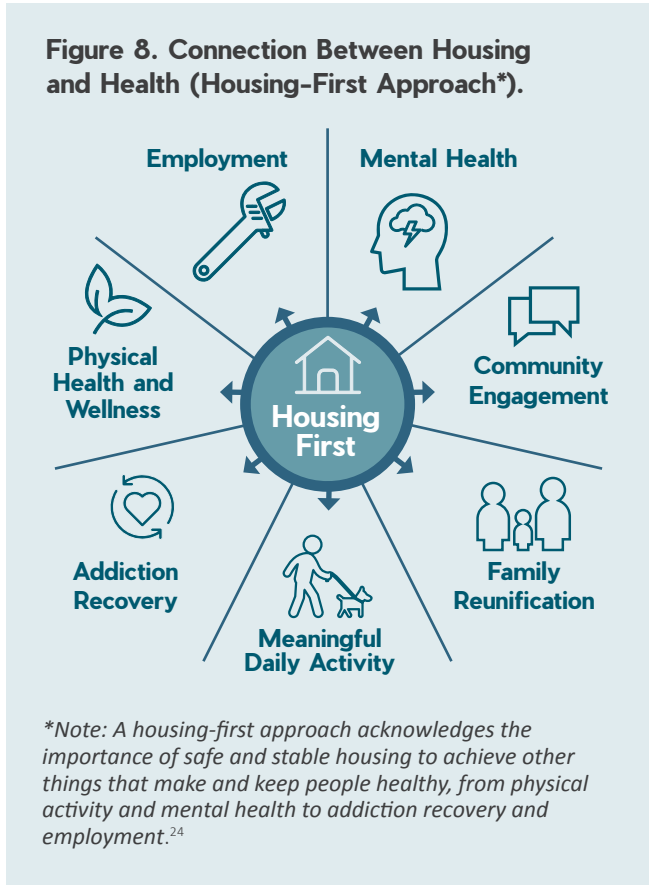 Figure 8. Connection Between Housing
and Health (Housing-First Approach*).
Employment
Mental Health
Physical
Health and
Wellness
Community
Engagement
Housing
First
Addiction
Recovery
Family
Reunification
Meaningful
Daily Activity
*Note: A housing-first approach acknowledges the
importance of safe and stable housing to achieve other
things that make and keep people healthy, from physical
activity and mental health to addiction recovery and
employment.24